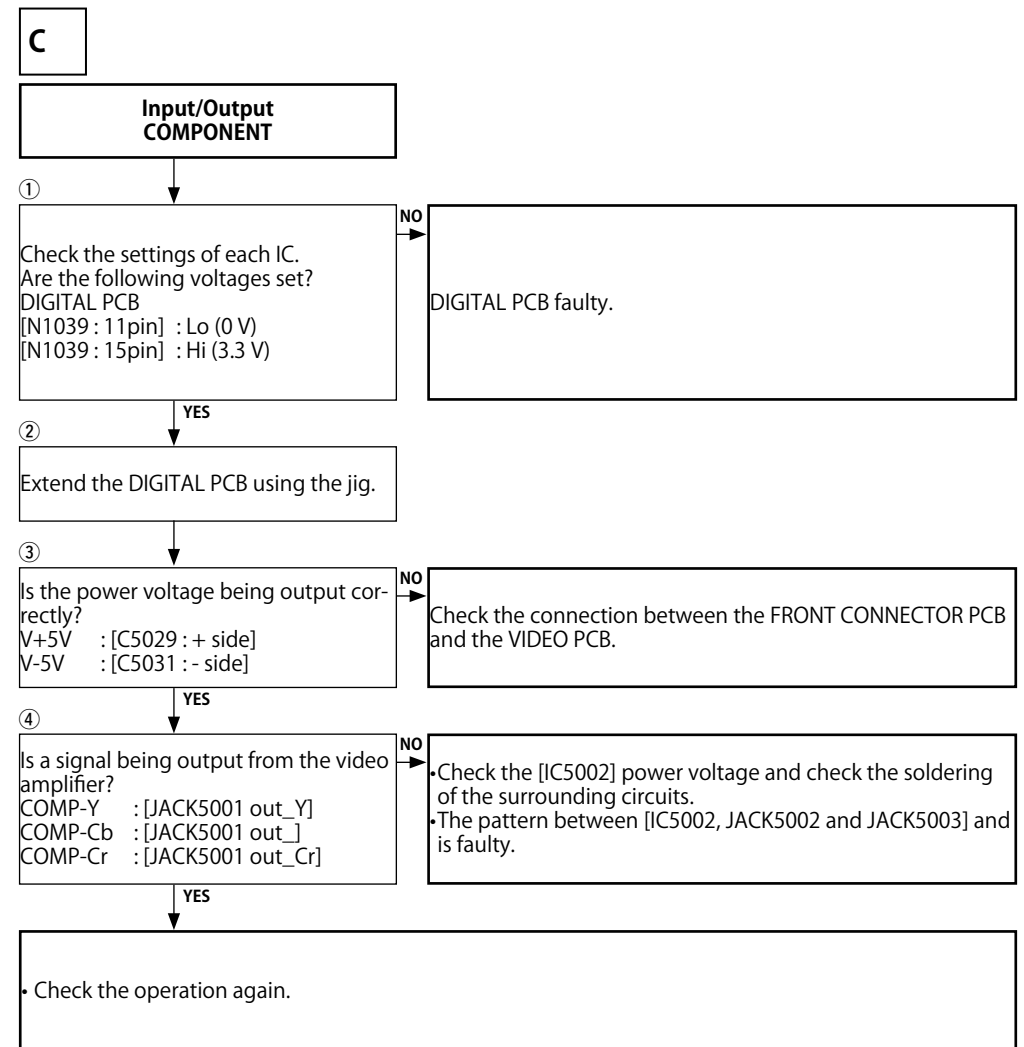 C
Input/Output
COMPONENT
①
Check the settings of each IC.
Are the following voltages set?
DIGITAL PCB
[N1039 : 11pin] : Lo (0 V)
[N1039 : 15pin] : Hi (3.3 V)
NO
DIGITAL PCB faulty.
YES
②
Extend the DIGITAL PCB using the jig.
③
Is the power voltage being output cor-
rectly?
V+5V : [C5029 : + side]
V-5V : [C5031 : - side]
NO
Check the connection between the FRONT CONNECTOR PCB
and the VIDEO PCB.
YES
④
Is a signal being output from the video
amplifier?
COMP-Y : [JACK5001 out_Y]
COMP-Cb : [JACK5001 out_]
COMP-Cr : [JACK5001 out_Cr]
NO
•Check the [IC5002] power voltage and check the soldering
of the surrounding circuits.
•The pattern between [IC5002, JACK5002 and JACK5003] and
is faulty.
YES
• Check the operation again.